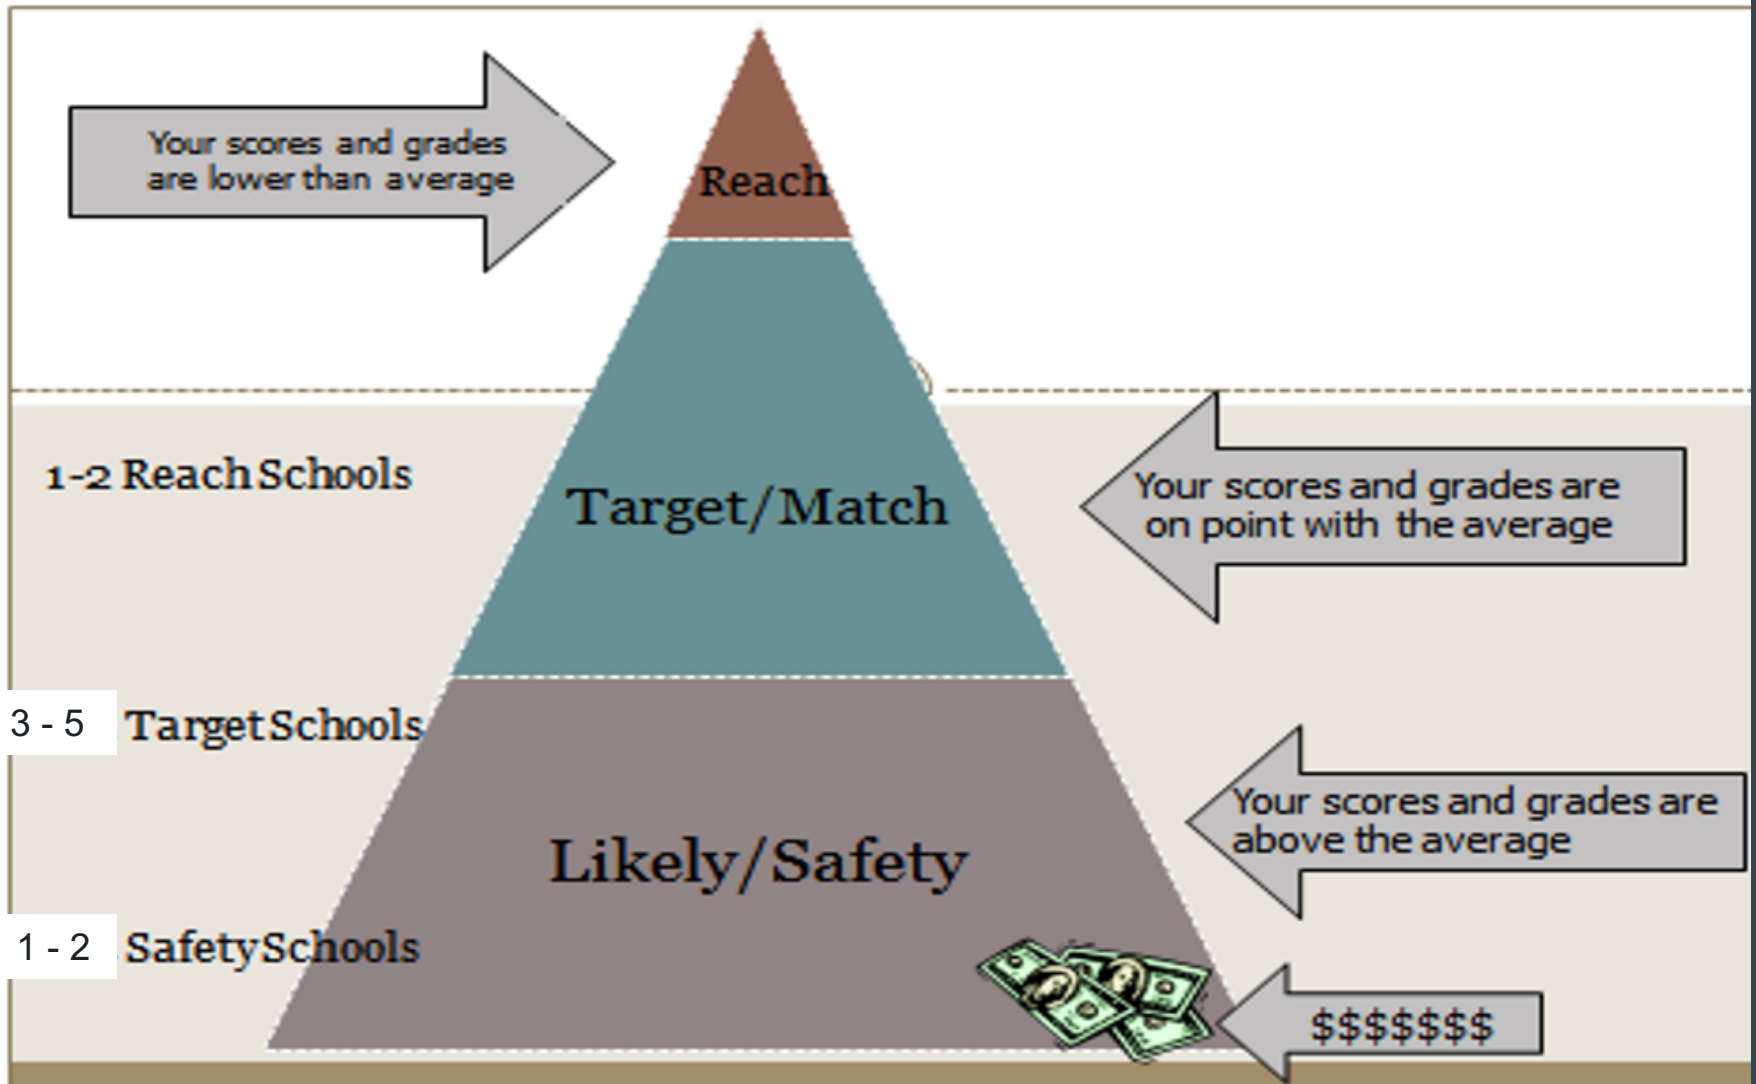 Your scores and grades
are lower than average
Reach
1-2 Reach Schools
Target/Match
Your scores and grades are
on point with the average
3 - 5 Target Schools
Your scores and grades are
above the average
Likely/Safety
1 - 2 Safety Schools
$$$$$$$